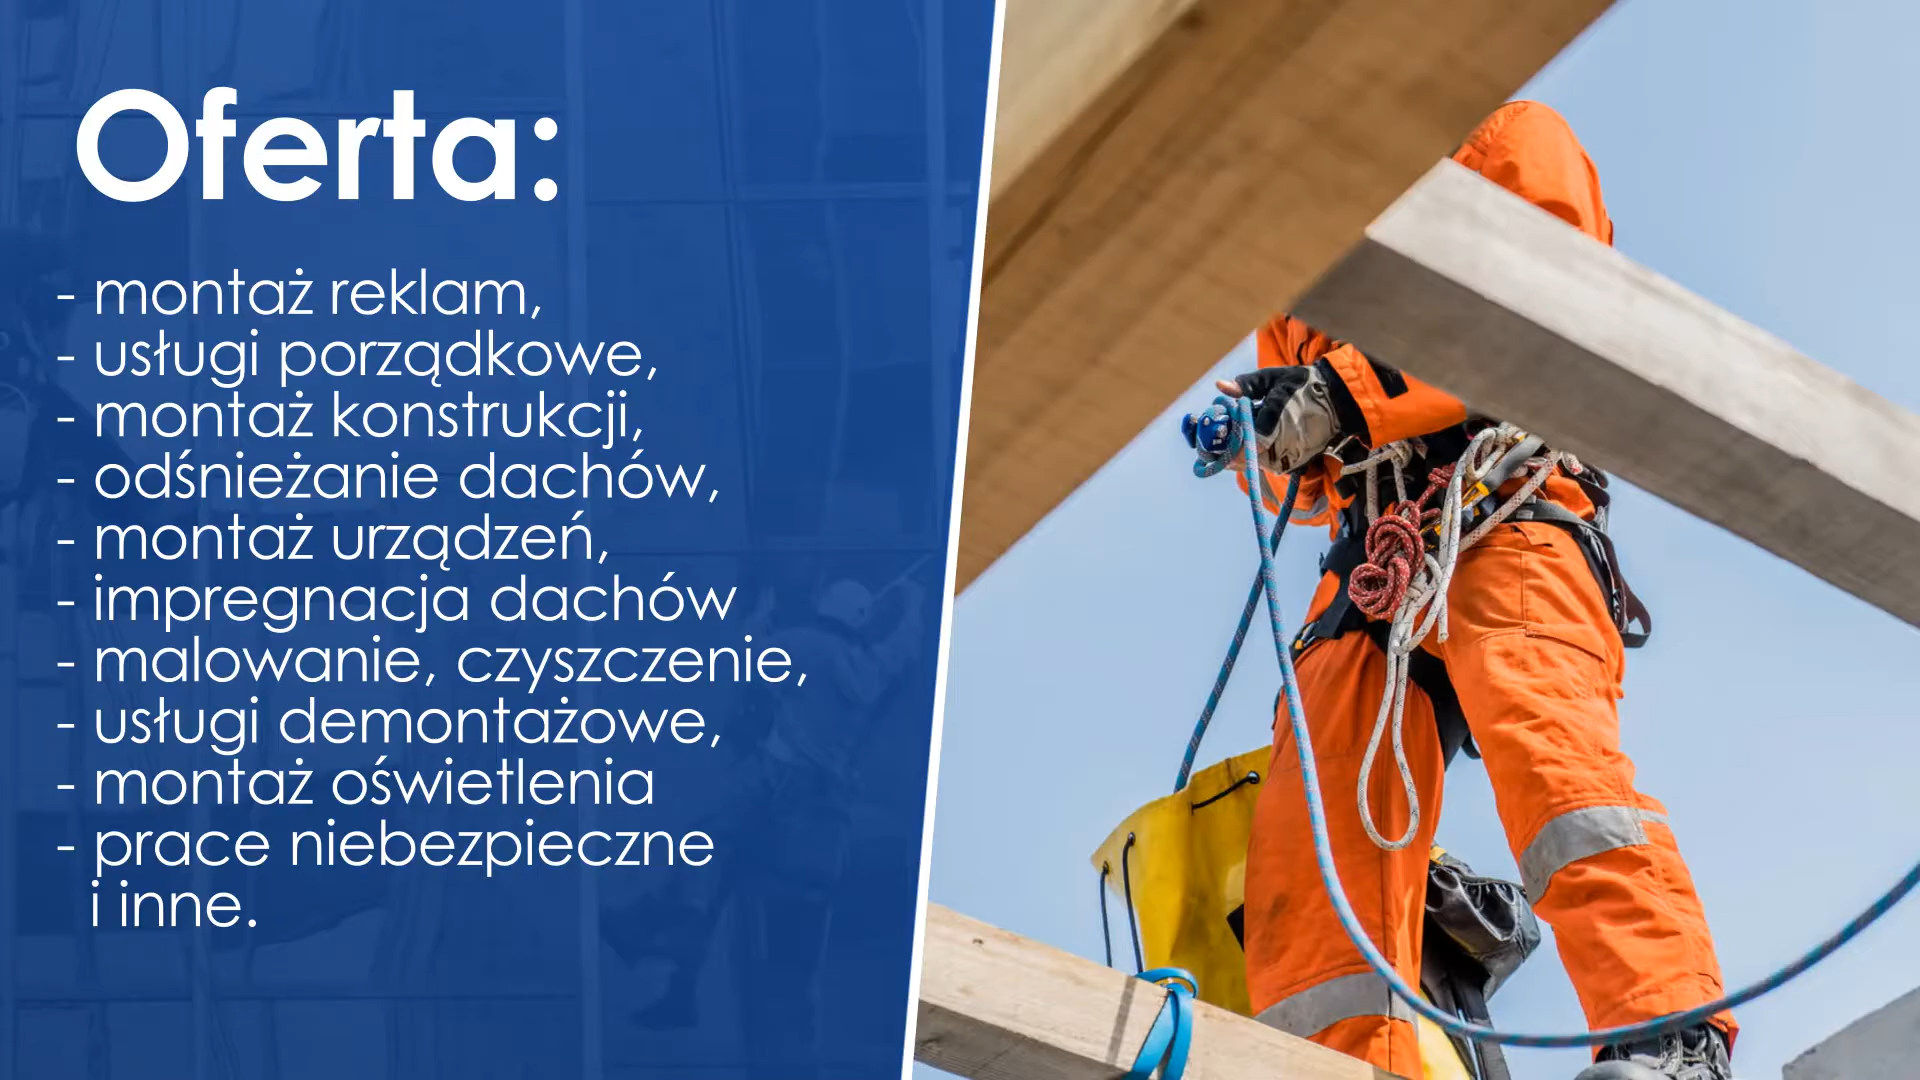 Oferta:
- montaż reklam,
- usługi porządkowe,
- montaż konstrukcji,
- odśnieżanie dachów,
- montaż urządzeń,
- impregnacja dachów
- malowanie, czyszczenie,
- usługi demontażowe,
- montaż oświetlenia
- prace niebezpieczne
i inne.